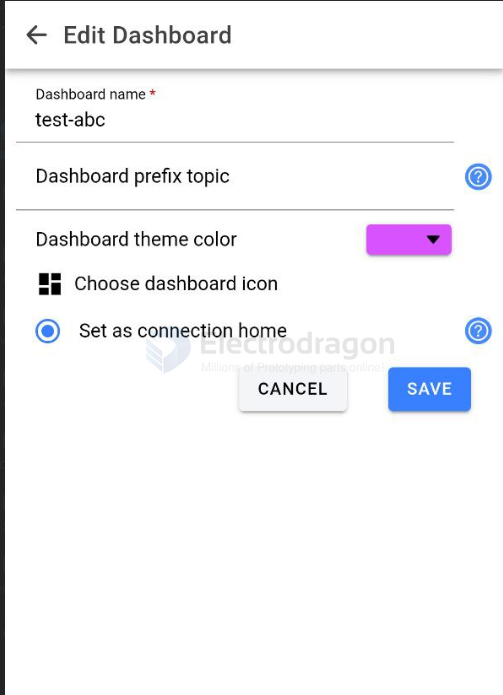 Edit Dashboard
Dashboard name *
test-abc
Dashboard prefix topic
Dashboard theme color
Choose dashboard icon
Set as connection home
Electrodragon
Millions of Prototyping parts online!
CANCEL
SAVE